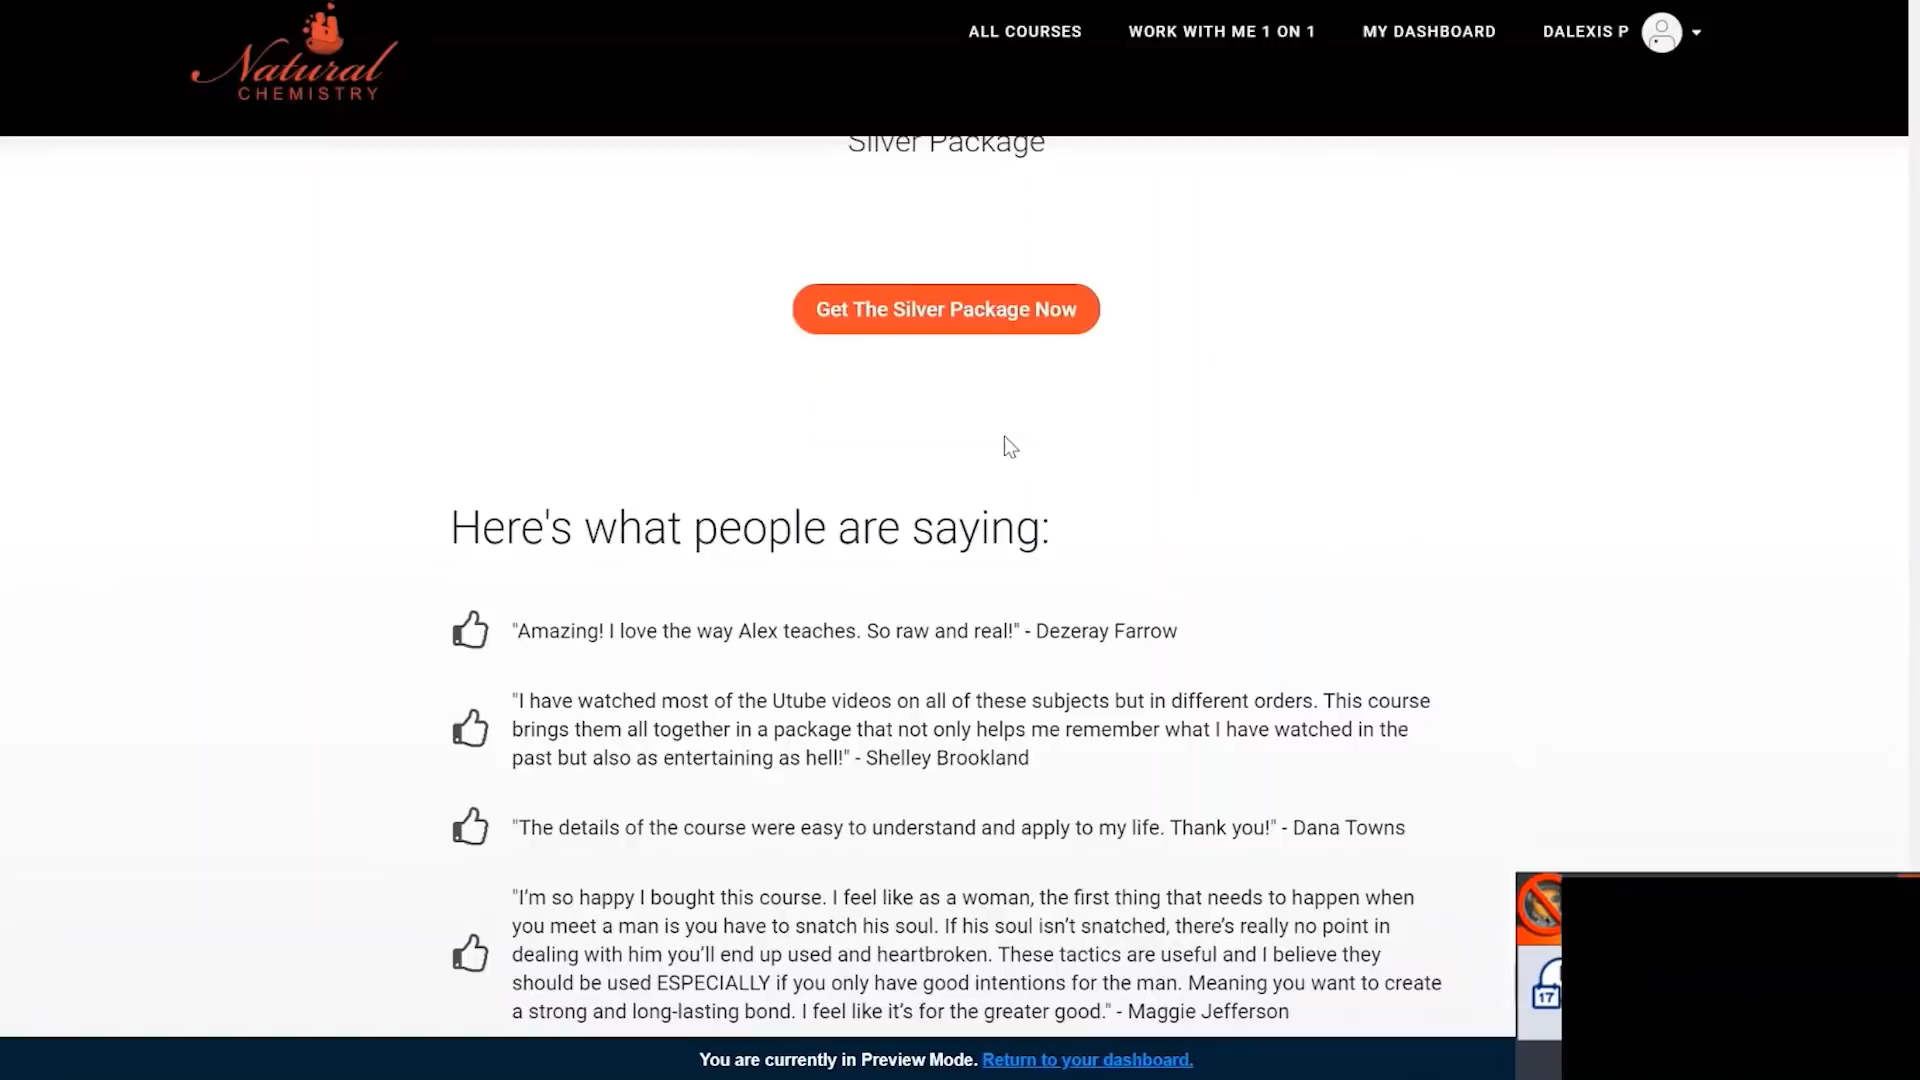 Natural
CHEMISTRY
ALL COURSES
WORK WITH ME 1 ON 1
MY DASHBOARD
DALEXIS P
Silver Package
Get The Silver Package Now
Here's what people are saying:
"Amazing! I love the way Alex teaches. So raw and real!" - Dezeray Farrow
"I have watched most of the Utube videos on all of these subjects but in different orders. This course
brings them all together in a package that not only helps me remember what I have watched in the
past but also as entertaining as hell!" - Shelley Brookland
"The details of the course were easy to understand and apply to my life. Thank you!" - Dana Towns
"I’m so happy I bought this course. I feel like as a woman, the first thing that needs to happen when
you meet a man is you have to snatch his soul. If his soul isn’t snatched, there’s really no point in
dealing with him you’ll end up used and heartbroken. These tactics are useful and I believe they
should be used ESPECIALLY if you only have good intentions for the man. Meaning you want to create
a strong and long-lasting bond. I feel like it’s for the greater good." - Maggie Jefferson
17
You are currently in Preview Mode. Return to your dashboard.